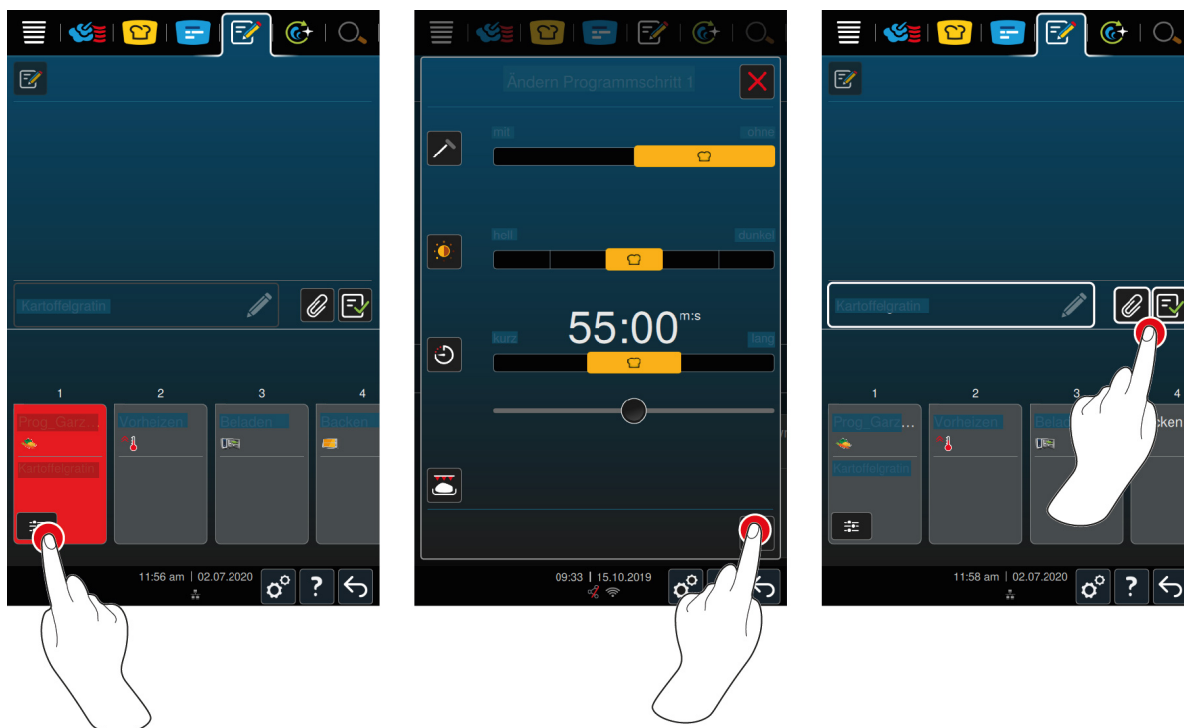 Kartoffelgratin
1 2 3 4
Prog_Garz... Vorheizen Beladen Backen
Kartoffelgratin
11:56 am | 02.07.2020
?
Ändern Programmschritt 1
mit ohne
hell dunkel
55:00 m:s
kurz lang
09:33 | 15.10.2019
Kartoffelgratin
1 2 3 4
Prog_Garz... Vorheizen
Kartoffelgratin
11:58 am | 02.07.2020
?